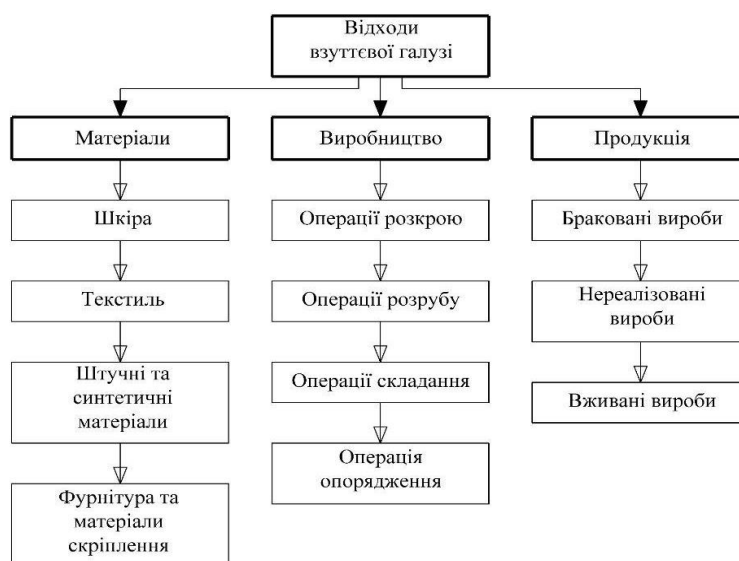 Відходи
взуттєвої галузі
Матеріали
Виробництво
Продукція
Шкіра
Операції розкрою
Браковані вироби
Текстиль
Операції розрубу
Нереалізовані
вироби
Штучні та
синтетичні
матеріали
Операції складання
Вживані вироби
Операція
опорядження
Фурнітура та
матеріали
скріплення